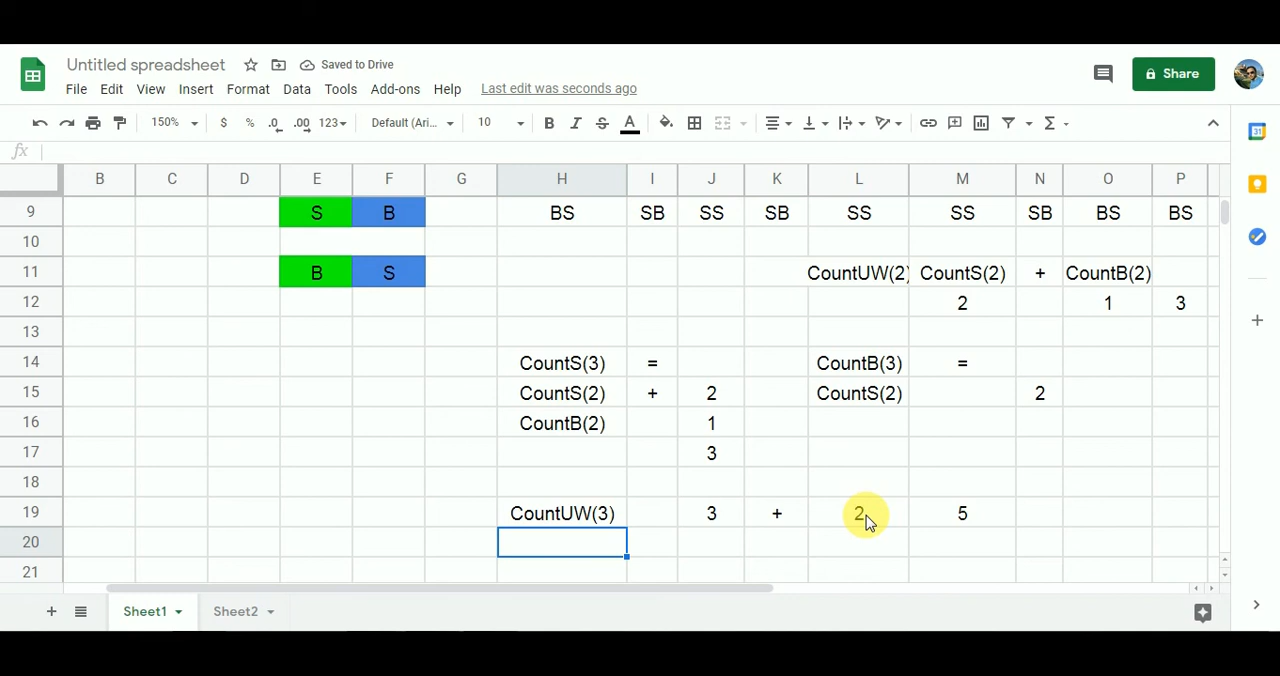 Untitled spreadsheet Saved to Drive Share
File Edit View Insert Format Data Tools Add-ons Help Last edit was seconds ago
150% $ % .0 .00 123 Default (Ari... 10 B I S A
fx
B C D E F G H I J K L M N O P
9 S B BS SB SS SB SS SS SB BS BS
10
11 B S CountUW(2) CountS(2) + CountB(2)
12 2 1 3
13
14 CountS(3) = CountB(3) =
15 CountS(2) + 2 CountS(2) 2
16 CountB(2) 1
17 3
18
19 CountUW(3) 3 + 2 5
20
21
+ Sheet1 Sheet2
31